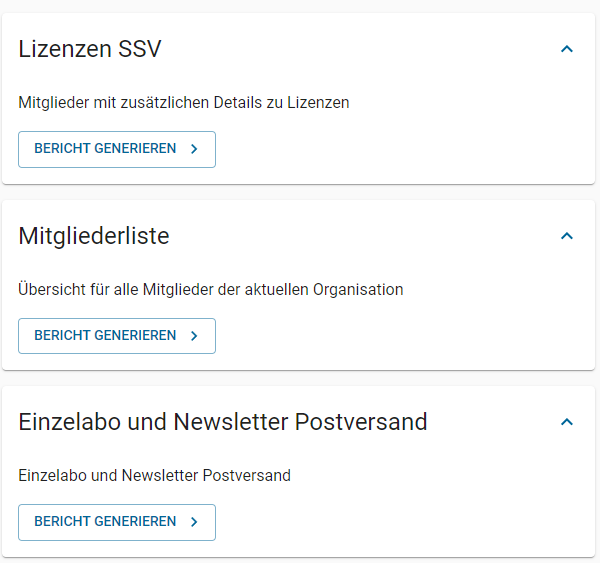 Lizenzen SSV
Mitglieder mit zusätzlichen Details zu Lizenzen
BERICHT GENERIEREN
Mitgliederliste
Übersicht für alle Mitglieder der aktuellen Organisation
BERICHT GENERIEREN
Einzelabo und Newsletter Postversand
Einzelabo und Newsletter Postversand
BERICHT GENERIEREN